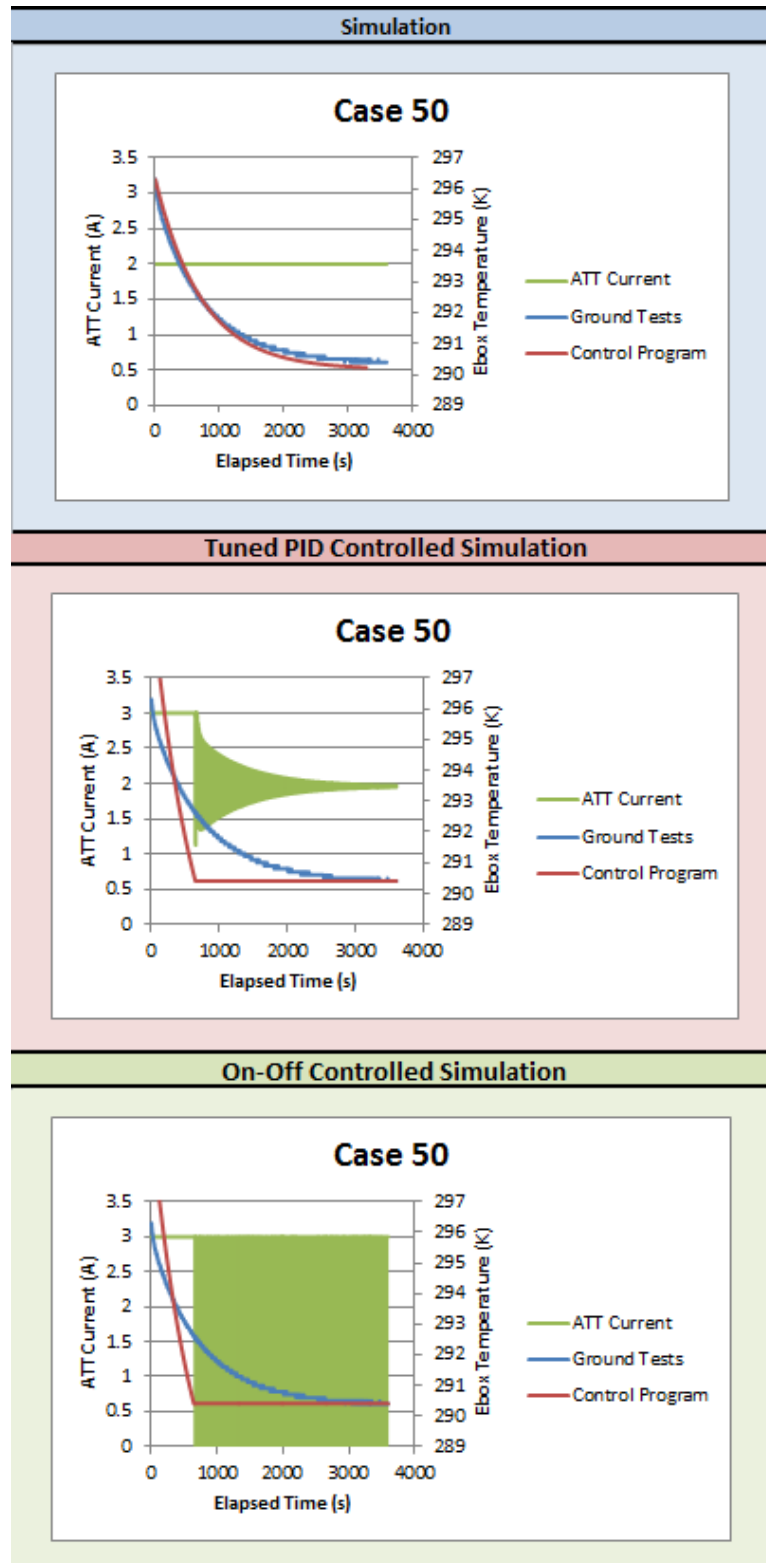 Simulation
Case 50
ATT Current (A)
3.5
3
2.5
2
1.5
1
0.5
0
297
296
295
294
293
292
291
290
289
Ebox Temperature (K)
0 1000 2000 3000 4000
Elapsed Time (s)
ATT Current
Ground Tests
Control Program
Tuned PID Controlled Simulation
Case 50
ATT Current (A)
3.5
3
2.5
2
1.5
1
0.5
0
297
296
295
294
293
292
291
290
289
Ebox Temperature (K)
0 1000 2000 3000 4000
Elapsed Time (s)
ATT Current
Ground Tests
Control Program
On-Off Controlled Simulation
Case 50
ATT Current (A)
3.5
3
2.5
2
1.5
1
0.5
0
297
296
295
294
293
292
291
290
289
Ebox Temperature (K)
0 1000 2000 3000 4000
Elapsed Time (s)
ATT Current
Ground Tests
Control Program